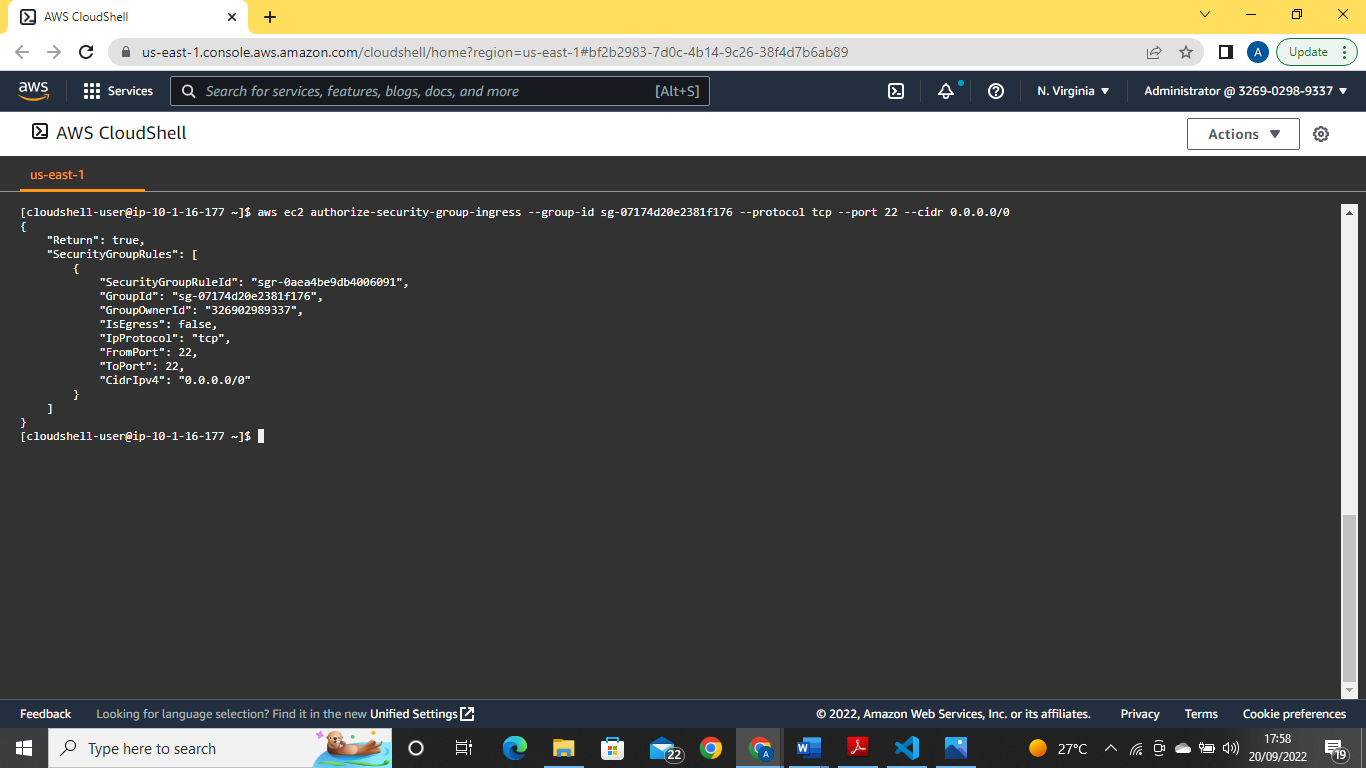 AWS CloudShell
us-east-1.console.aws.amazon.com/cloudshell/home?region=us-east-1#bf2b2983-7d0c-4b14-9c26-38f4d7b6ab89
A
Update
aws
Services
Search for services, features, blogs, docs, and more
[Alt+S]
N. Virginia
Administrator @ 3269-0298-9337
AWS CloudShell
Actions
us-east-1
[cloudshell-user@ip-10-1-16-177 ~]$ aws ec2 authorize-security-group-ingress --group-id sg-07174d20e2381f176 --protocol tcp --port 22 --cidr 0.0.0.0/0
{
    "Return": true,
    "SecurityGroupRules": [
        {
            "SecurityGroupRuleId": "sgr-0aea4be9db4006091",
            "GroupId": "sg-07174d20e2381f176",
            "GroupOwnerId": "326902989337",
            "IsEgress": false,
            "IpProtocol": "tcp",
            "FromPort": 22,
            "ToPort": 22,
            "CidrIpv4": "0.0.0.0/0"
        }
    ]
}
[cloudshell-user@ip-10-1-16-177 ~]$
Feedback
Looking for language selection? Find it in the new Unified Settings
© 2022, Amazon Web Services, Inc. or its affiliates.
Privacy
Terms
Cookie preferences
Type here to search
22
A
W
27°C
17:58
20/09/2022
19